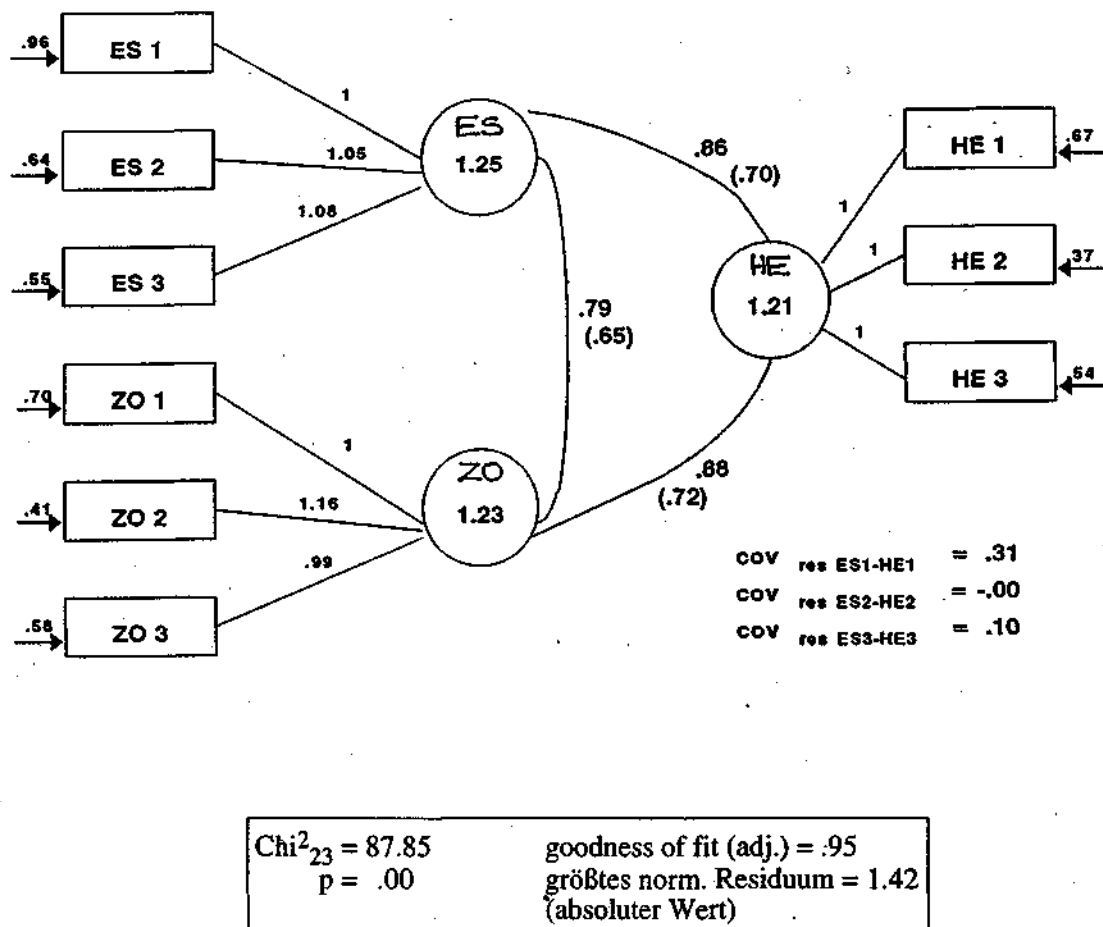 .96
ES 1
1
.64
ES 2
1.05
.55
ES 3
1.08
ES
1.25
.86
(.70)
HE 1
.67
1
HE 2
.37
1
HE 3
.54
1
HE
1.21
.79
(.65)
.70
ZO 1
1
.41
ZO 2
1.16
.58
ZO 3
.99
ZO
1.23
.88
(.72)
cov res ES1-HE1 = .31
cov res ES2-HE2 = -.00
cov res ES3-HE3 = .10
Chi²₂₃ = 87.85 goodness of fit (adj.) = .95
p = .00 größtes norm. Residuum = 1.42
(absoluter Wert)